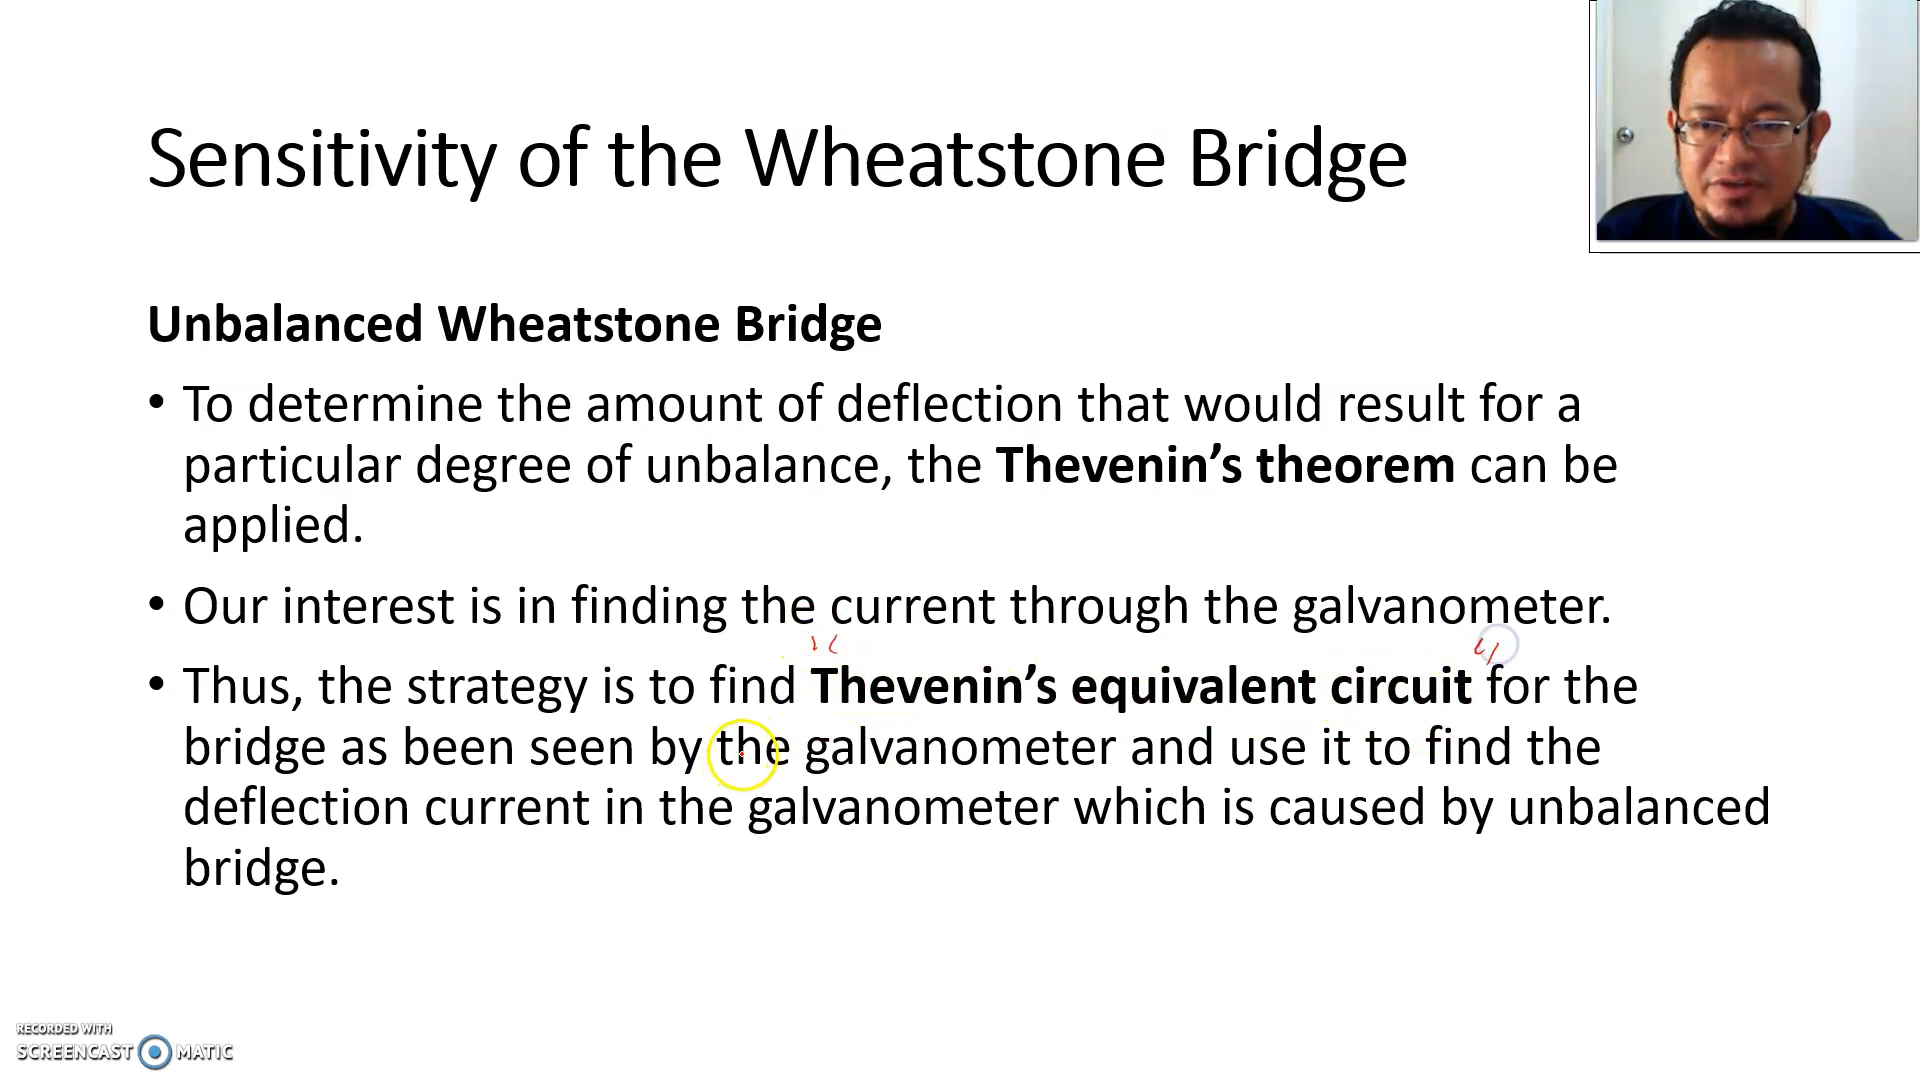 Sensitivity of the Wheatstone Bridge
Unbalanced Wheatstone Bridge
• To determine the amount of deflection that would result for a
particular degree of unbalance, the Thevenin’s theorem can be
applied.
• Our interest is in finding the current through the galvanometer.
• Thus, the strategy is to find Thevenin’s equivalent circuit for the
bridge as been seen by the galvanometer and use it to find the
deflection current in the galvanometer which is caused by unbalanced
bridge.
RECORDED WITH
SCREENCAST MATIC